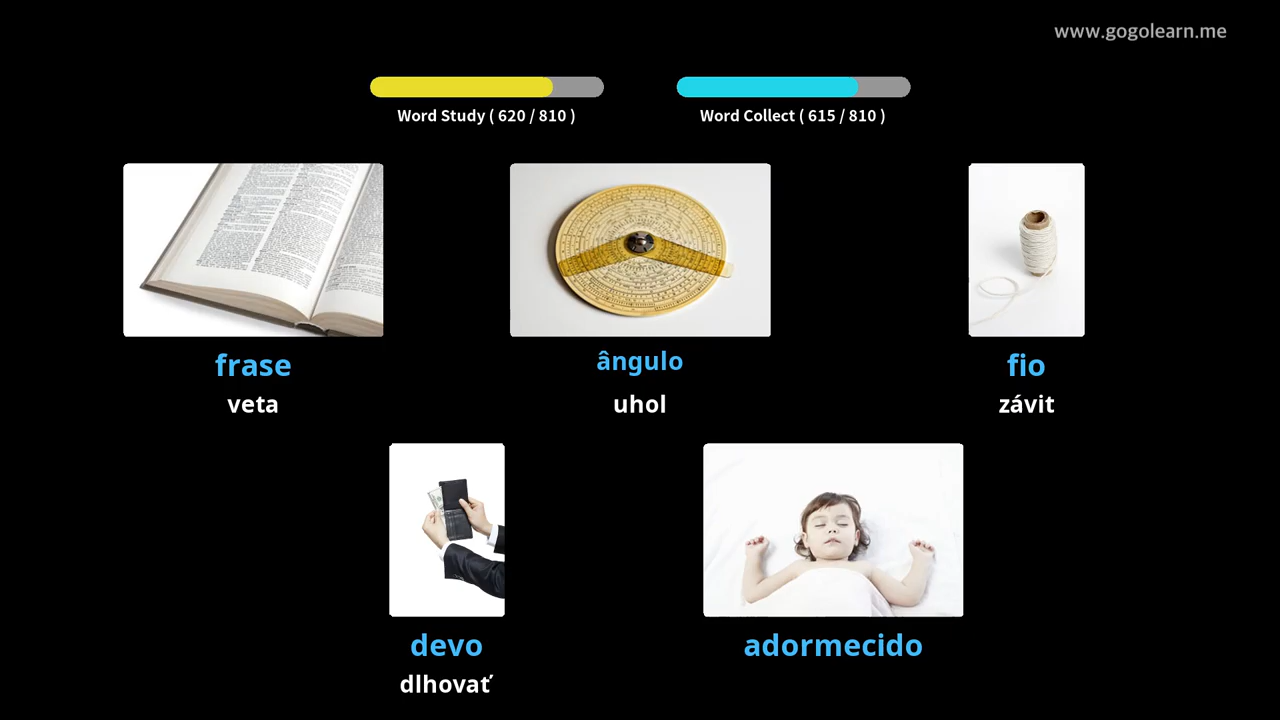 www.gogolearn.me
Word Study ( 620 / 810 )
Word Collect ( 615 / 810 )
frase
veta
ângulo
uhol
fio
závit
devo
dlhovať
adormecido